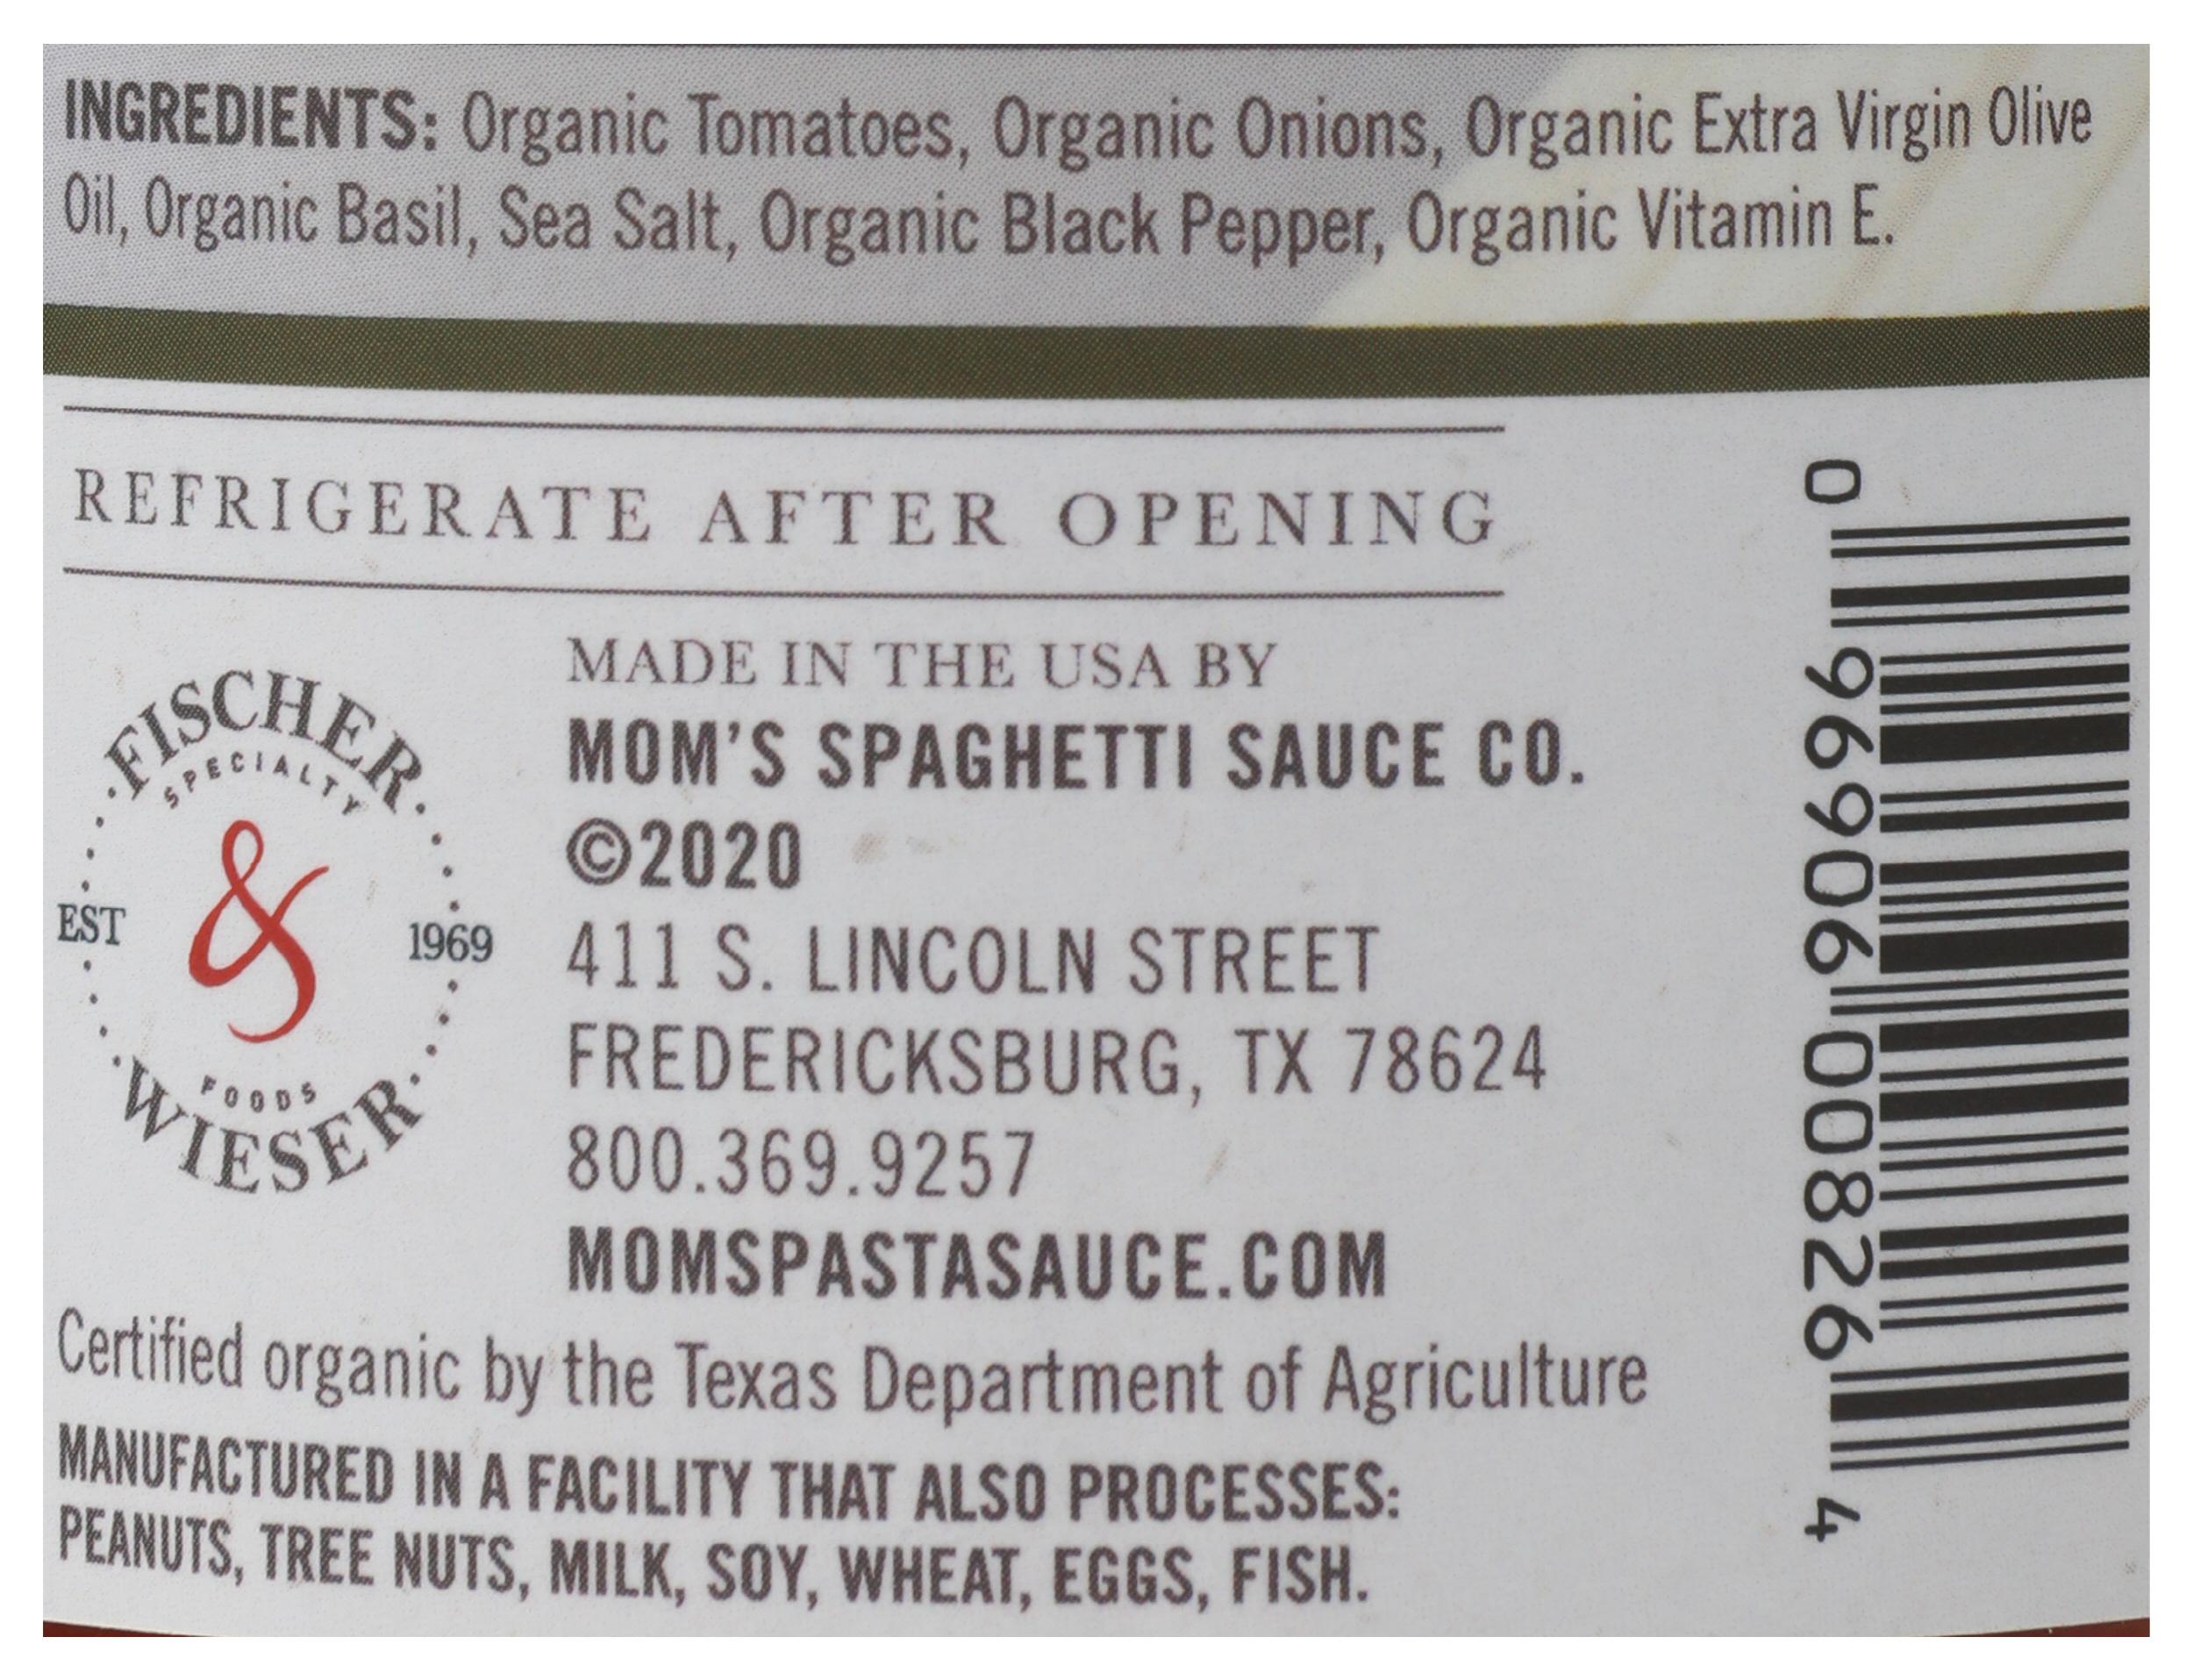 INGREDIENTS: Organic Tomatoes, Organic Onions, Organic Extra Virgin Olive
Oil, Organic Basil, Sea Salt, Organic Black Pepper, Organic Vitamin E.
REFRIGERATE AFTER OPENING
FISCHER
SPECIALTY
&
EST 1969
FOODS
WIESER
MADE IN THE USA BY
MOM'S SPAGHETTI SAUCE CO.
©2020
411 S. LINCOLN STREET
FREDERICKSBURG, TX 78624
800.369.9257
MOMSPASTASAUCE.COM
Certified organic by the Texas Department of Agriculture
MANUFACTURED IN A FACILITY THAT ALSO PROCESSES:
PEANUTS, TREE NUTS, MILK, SOY, WHEAT, EGGS, FISH.
0 96906 00826 4